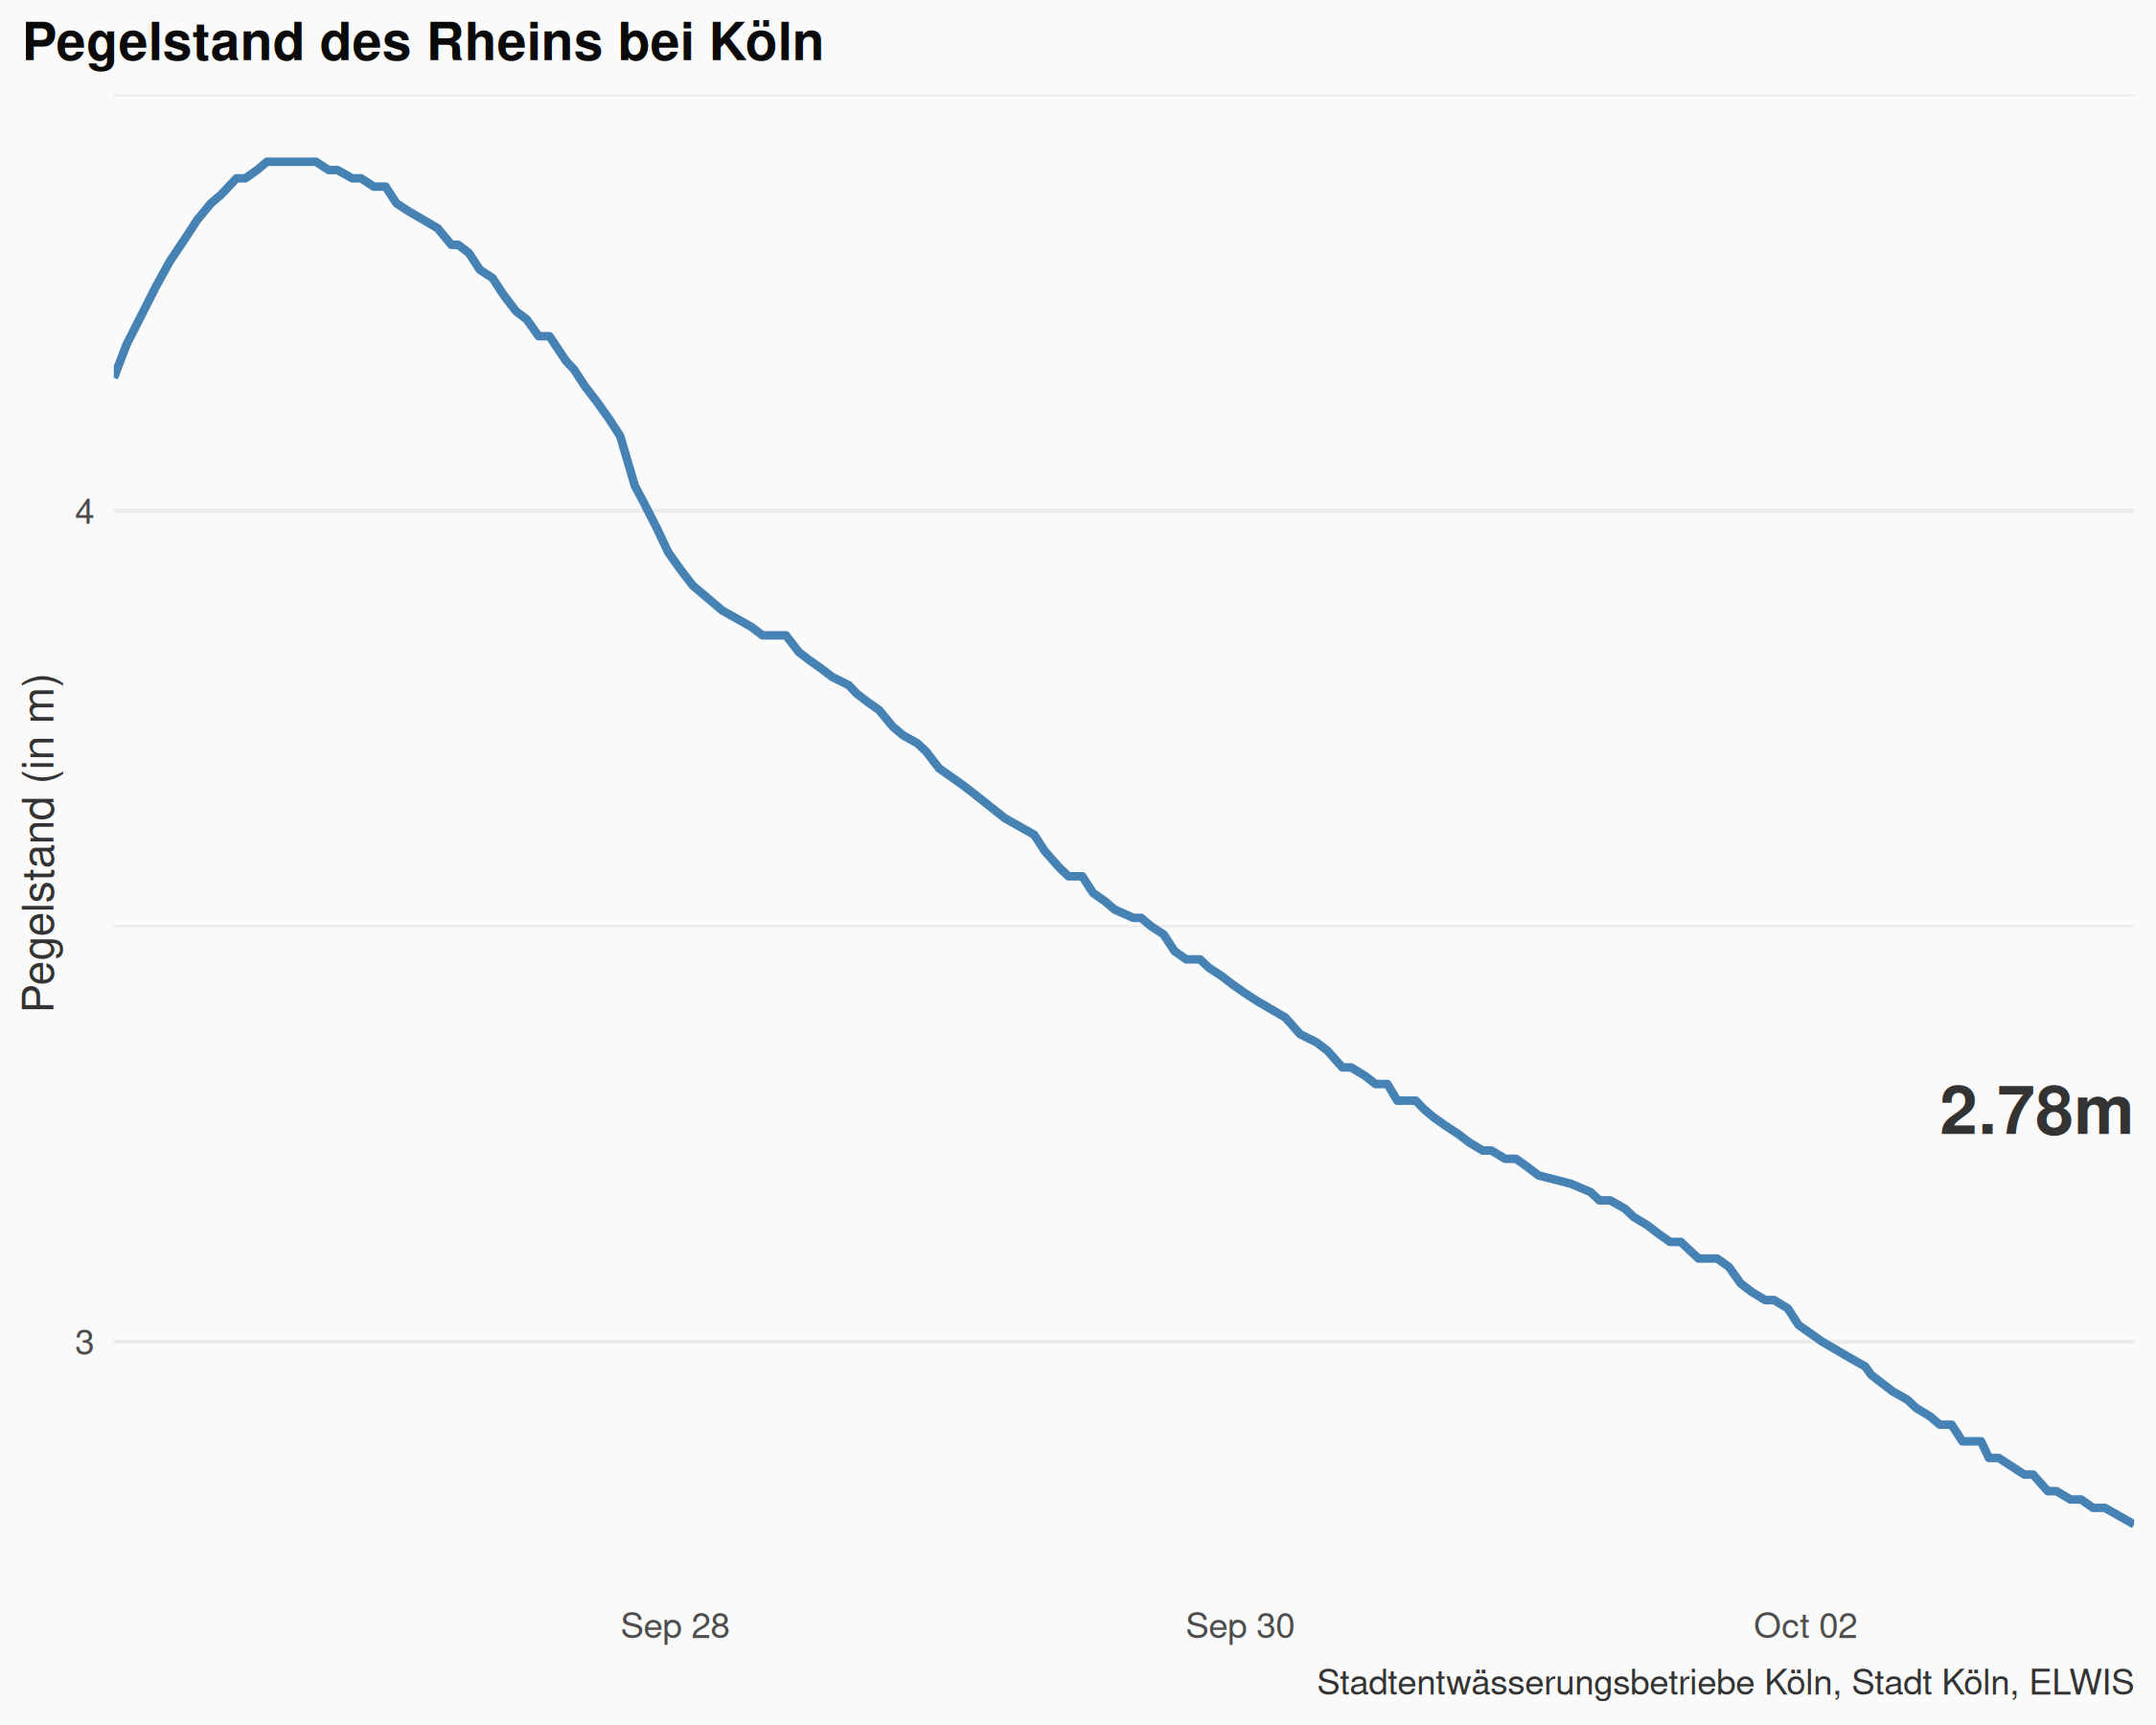 Pegelstand des Rheins bei Köln
Pegelstand (in m)
4
3
2.78m
Sep 28
Sep 30
Oct 02
Stadtentwässerungsbetriebe Köln, Stadt Köln, ELWIS